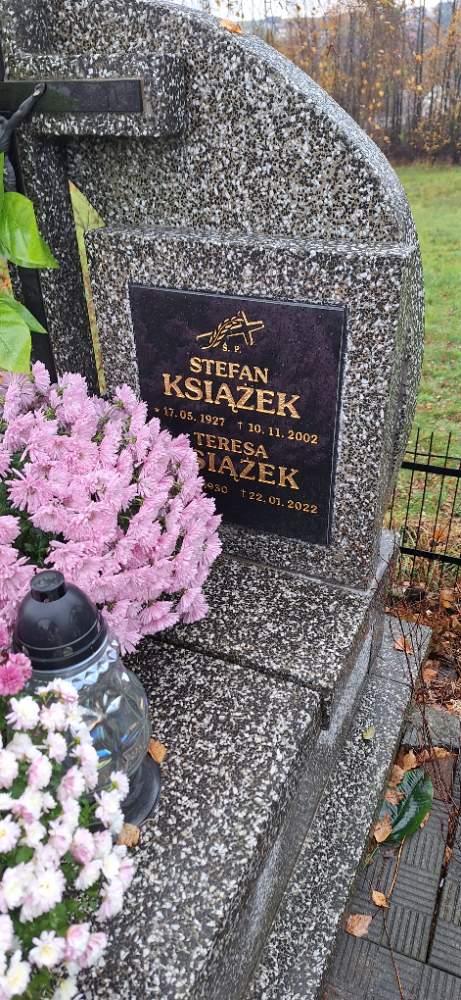 Ś. P.
STEFAN
KSIĄŻEK
* 17.05.1927 † 10.11.2002
TERESA
† 22.01.2022